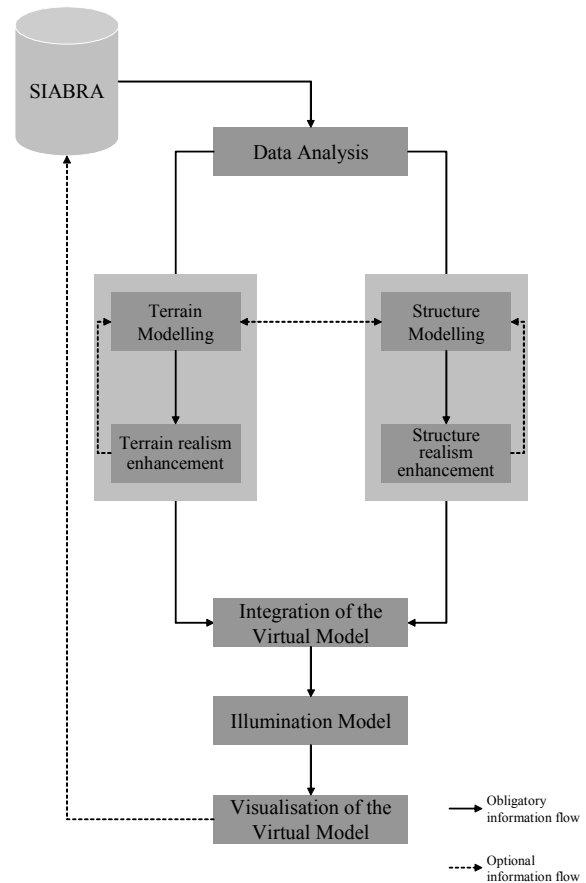 SIABRA
Data Analysis
Terrain
Modelling
Structure
Modelling
Terrain realism
enhancement
Structure
realism
enhancement
Integration of the
Virtual Model
Illumination Model
Visualisation of the
Virtual Model
Obligatory
information flow
Optional
information flow